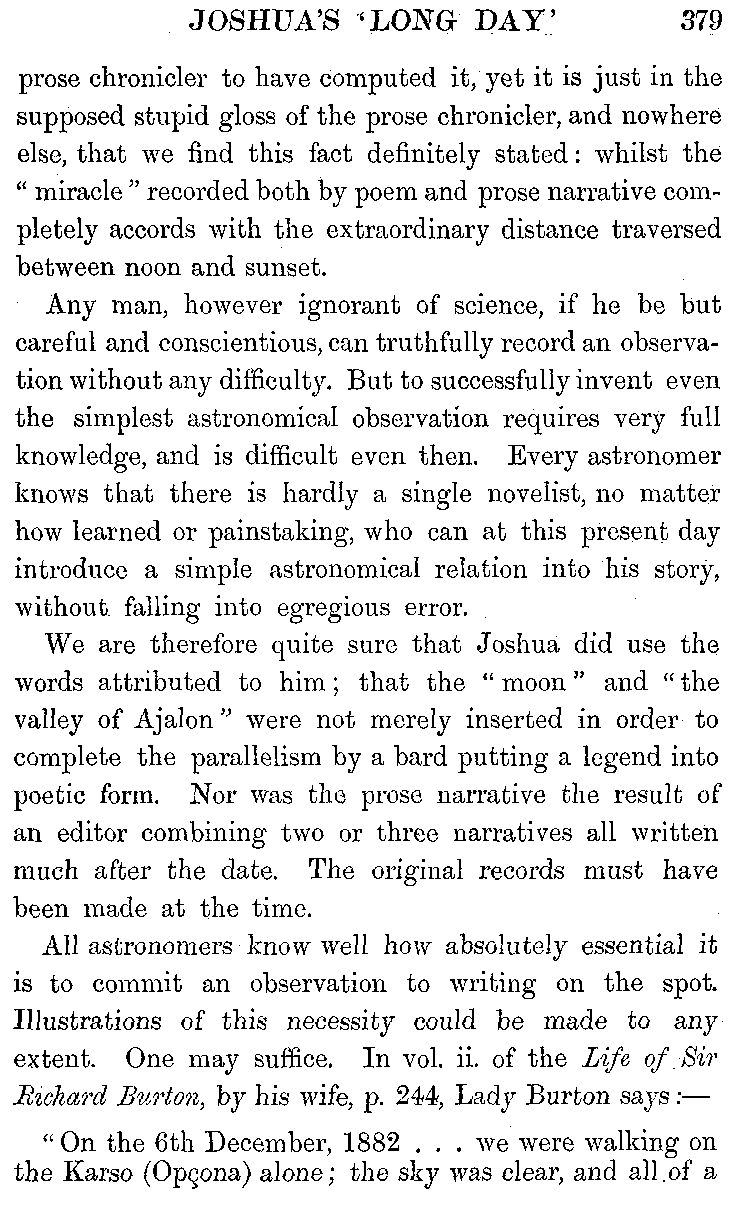 JOSHUA'S 'LONG DAY' 379
prose chronicler to have computed it, yet it is just in the
supposed stupid gloss of the prose chronicler, and nowhere
else, that we find this fact definitely stated: whilst the
" miracle " recorded both by poem and prose narrative com-
pletely accords with the extraordinary distance traversed
between noon and sunset.
Any man, however ignorant of science, if he be but
careful and conscientious, can truthfully record an observa-
tion without any difficulty. But to successfully invent even
the simplest astronomical observation requires very full
knowledge, and is difficult even then. Every astronomer
knows that there is hardly a single novelist, no matter
how learned or painstaking, who can at this present day
introduce a simple astronomical relation into his story,
without falling into egregious error.
We are therefore quite sure that Joshua did use the
words attributed to him; that the "moon" and "the
valley of Ajalon" were not merely inserted in order to
complete the parallelism by a bard putting a legend into
poetic form. Nor was the prose narrative the result of
an editor combining two or three narratives all written
much after the date. The original records must have
been made at the time.
All astronomers know well how absolutely essential it
is to commit an observation to writing on the spot.
Illustrations of this necessity could be made to any
extent. One may suffice. In vol. ii. of the Life of Sir
Richard Burton, by his wife, p. 244, Lady Burton says:—
"On the 6th December, 1882 . . . we were walking on
the Karso (Opçona) alone; the sky was clear, and all of a